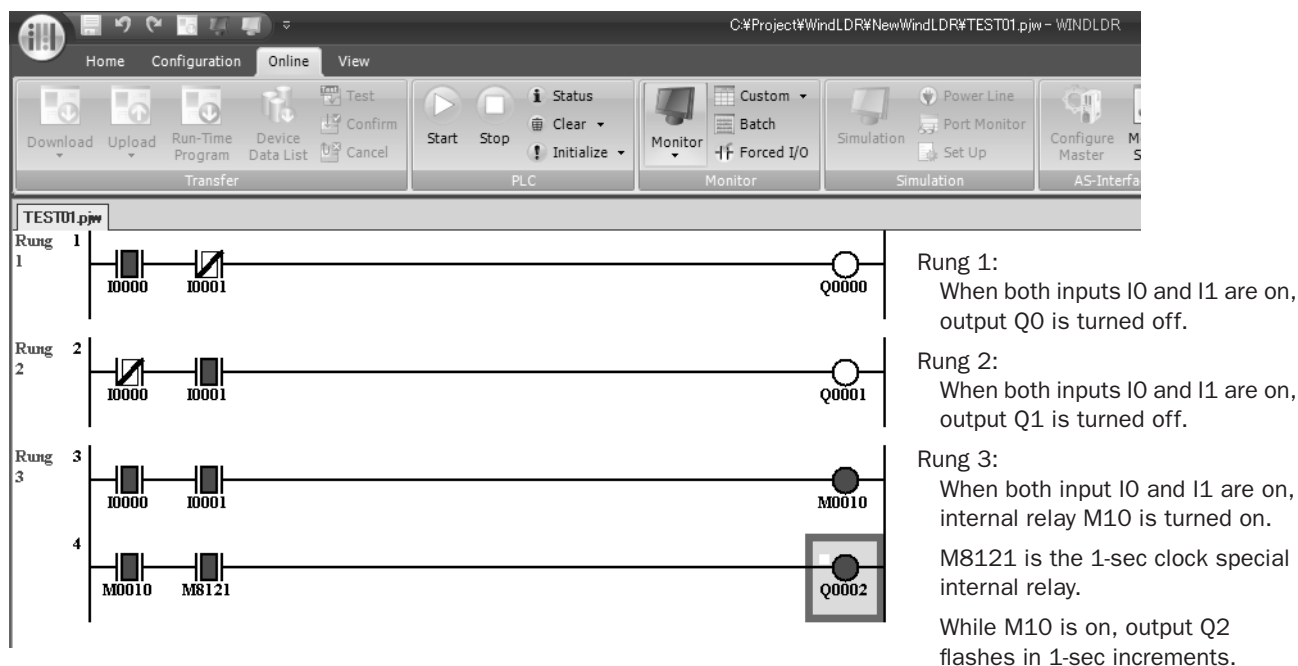 C:¥Project¥WindLDR¥NewWindLDR¥TEST01.pjw - WINDLDR
Home Configuration Online View
Download Upload Run-Time Program Device Data List Test Confirm Cancel
Start Stop Status Clear Initialize
Monitor Custom Batch Forced I/O
Simulation Power Line Port Monitor Set Up
Configure Master M S
Transfer PLC Monitor Simulation AS-Interfa
TEST01.pjw
Rung 1 1
I0000 I0001 Q0000
Rung 2 2
I0000 I0001 Q0001
Rung 3 3
I0000 I0001 M0010
4
M0010 M8121 Q0002
Rung 1:
When both inputs I0 and I1 are on,
output Q0 is turned off.
Rung 2:
When both inputs I0 and I1 are on,
output Q1 is turned off.
Rung 3:
When both input I0 and I1 are on,
internal relay M10 is turned on.
M8121 is the 1-sec clock special
internal relay.
While M10 is on, output Q2
flashes in 1-sec increments.